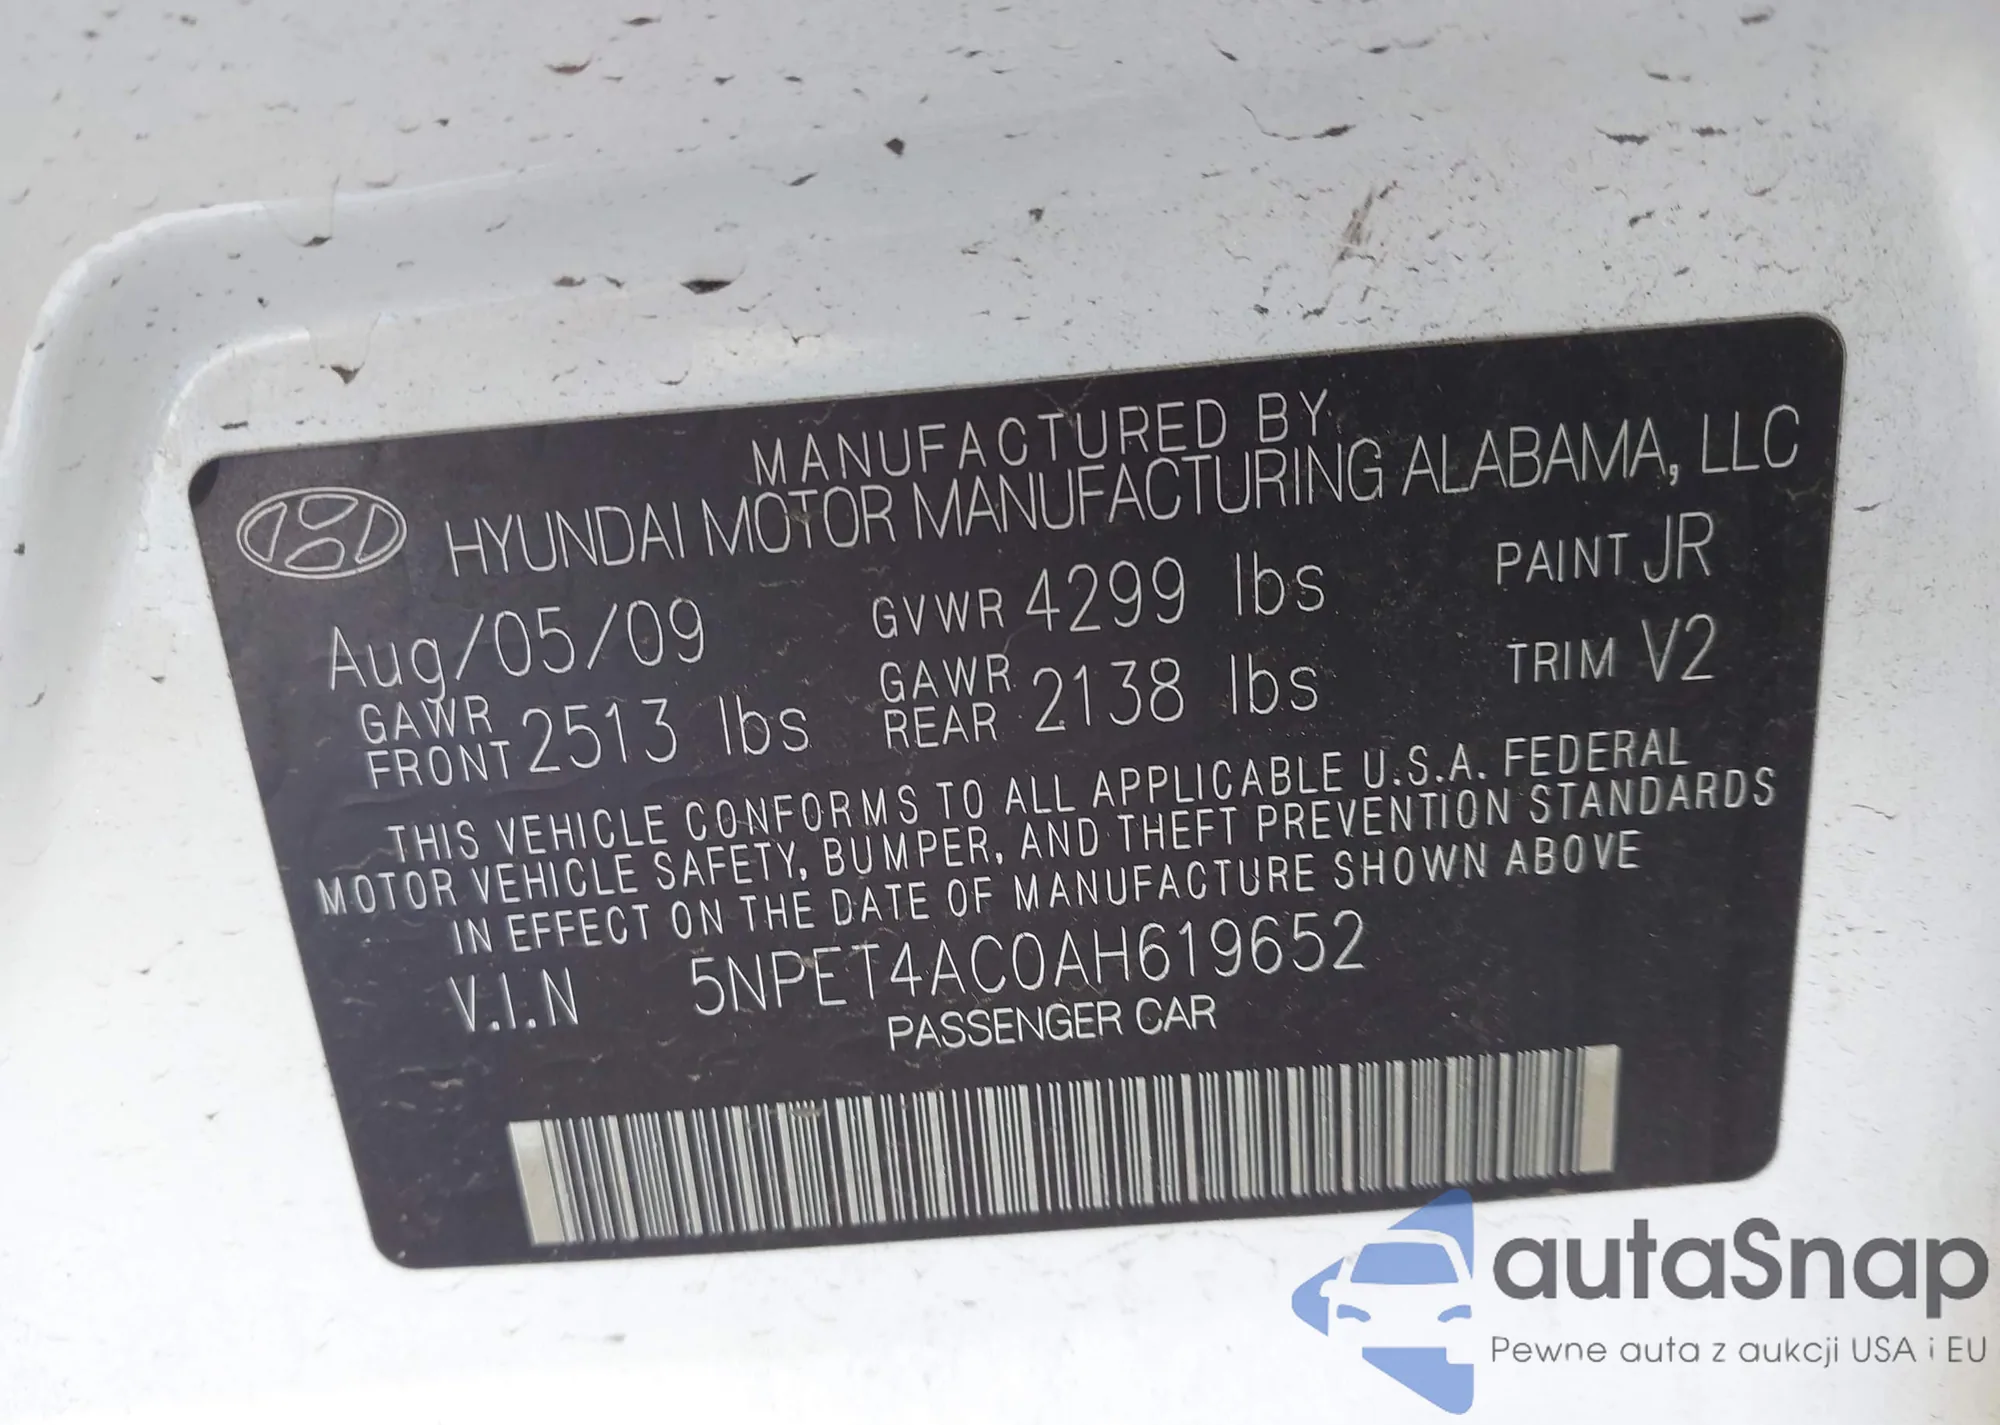 MANUFACTURED BY
HYUNDAI MOTOR MANUFACTURING ALABAMA, LLC
Aug/05/09 GVWR 4299 lbs PAINT JR
GAWR FRONT 2513 lbs GAWR REAR 2138 lbs TRIM V2
THIS VEHICLE CONFORMS TO ALL APPLICABLE U.S.A. FEDERAL
MOTOR VEHICLE SAFETY, BUMPER, AND THEFT PREVENTION STANDARDS
IN EFFECT ON THE DATE OF MANUFACTURE SHOWN ABOVE
V.I.N 5NPET4AC0AH619652
PASSENGER CAR
autaSnap
Pewne auta z aukcji USA i EU